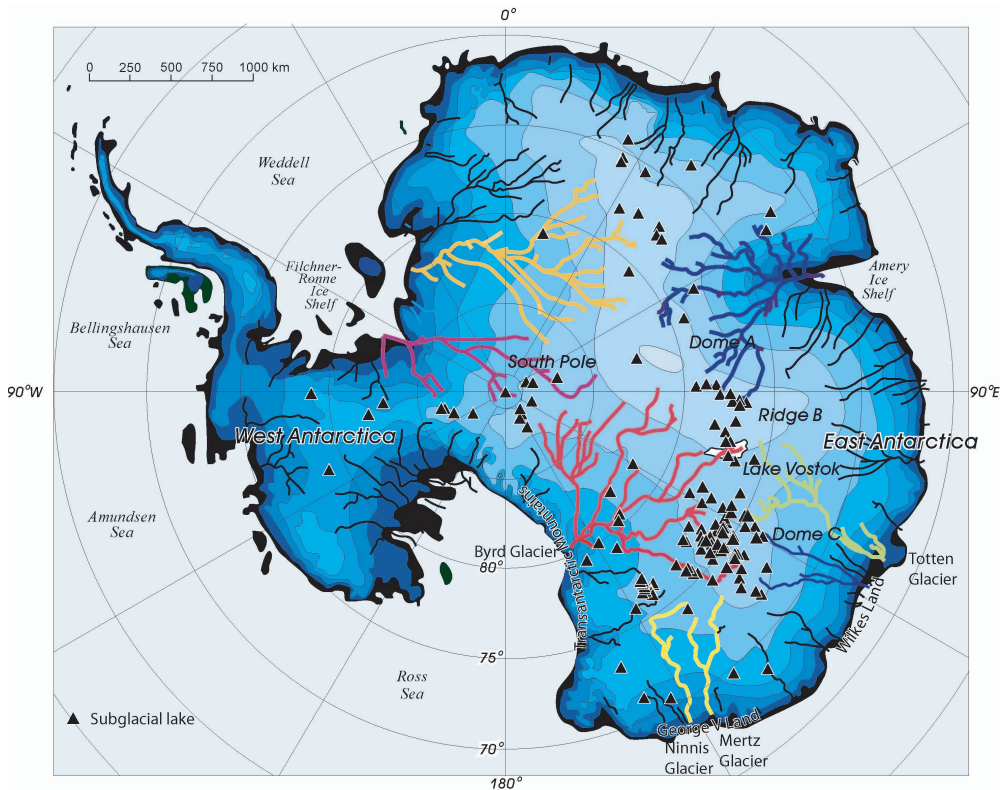 0°
0 250 500 750 1000 km
Weddell
Sea
Filchner-
Ronne
Ice
Shelf
Amery
Ice
Shelf
Bellingshausen
Sea
Dome A
South Pole
90°W
90°E
Ridge B
West Antarctica
East Antarctica
Lake Vostok
Amundsen
Sea
Transantarctic Mountains
Dome C
Byrd Glacier
Totten
Glacier
80°
Wilkes Land
75°
Ross
Sea
Subglacial lake
George V Land
Ninnis
Glacier
Mertz
Glacier
70°
180°